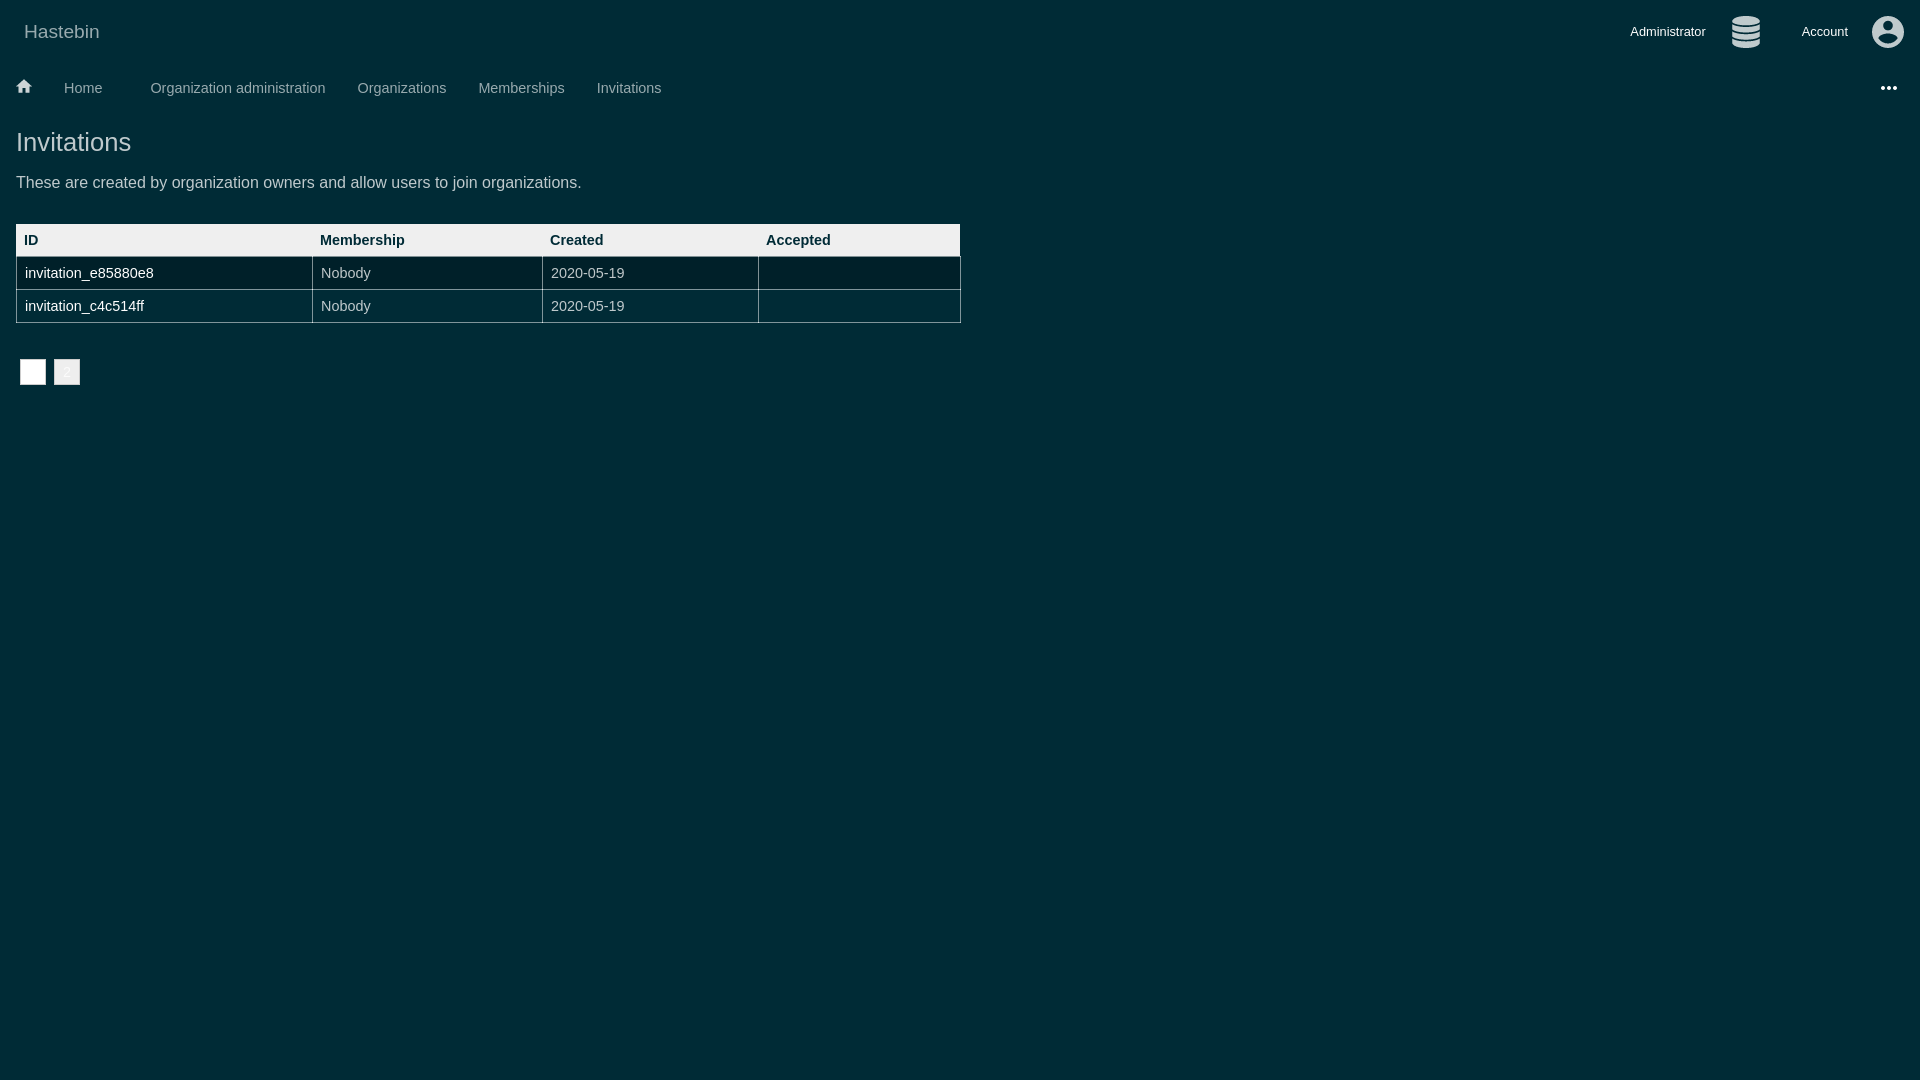 Hastebin
Administrator
Account
Home
Organization administration
Organizations
Memberships
Invitations
Invitations
These are created by organization owners and allow users to join organizations.
ID Membership Created Accepted
invitation_e85880e8 Nobody 2020-05-19
invitation_c4c514ff Nobody 2020-05-19
2